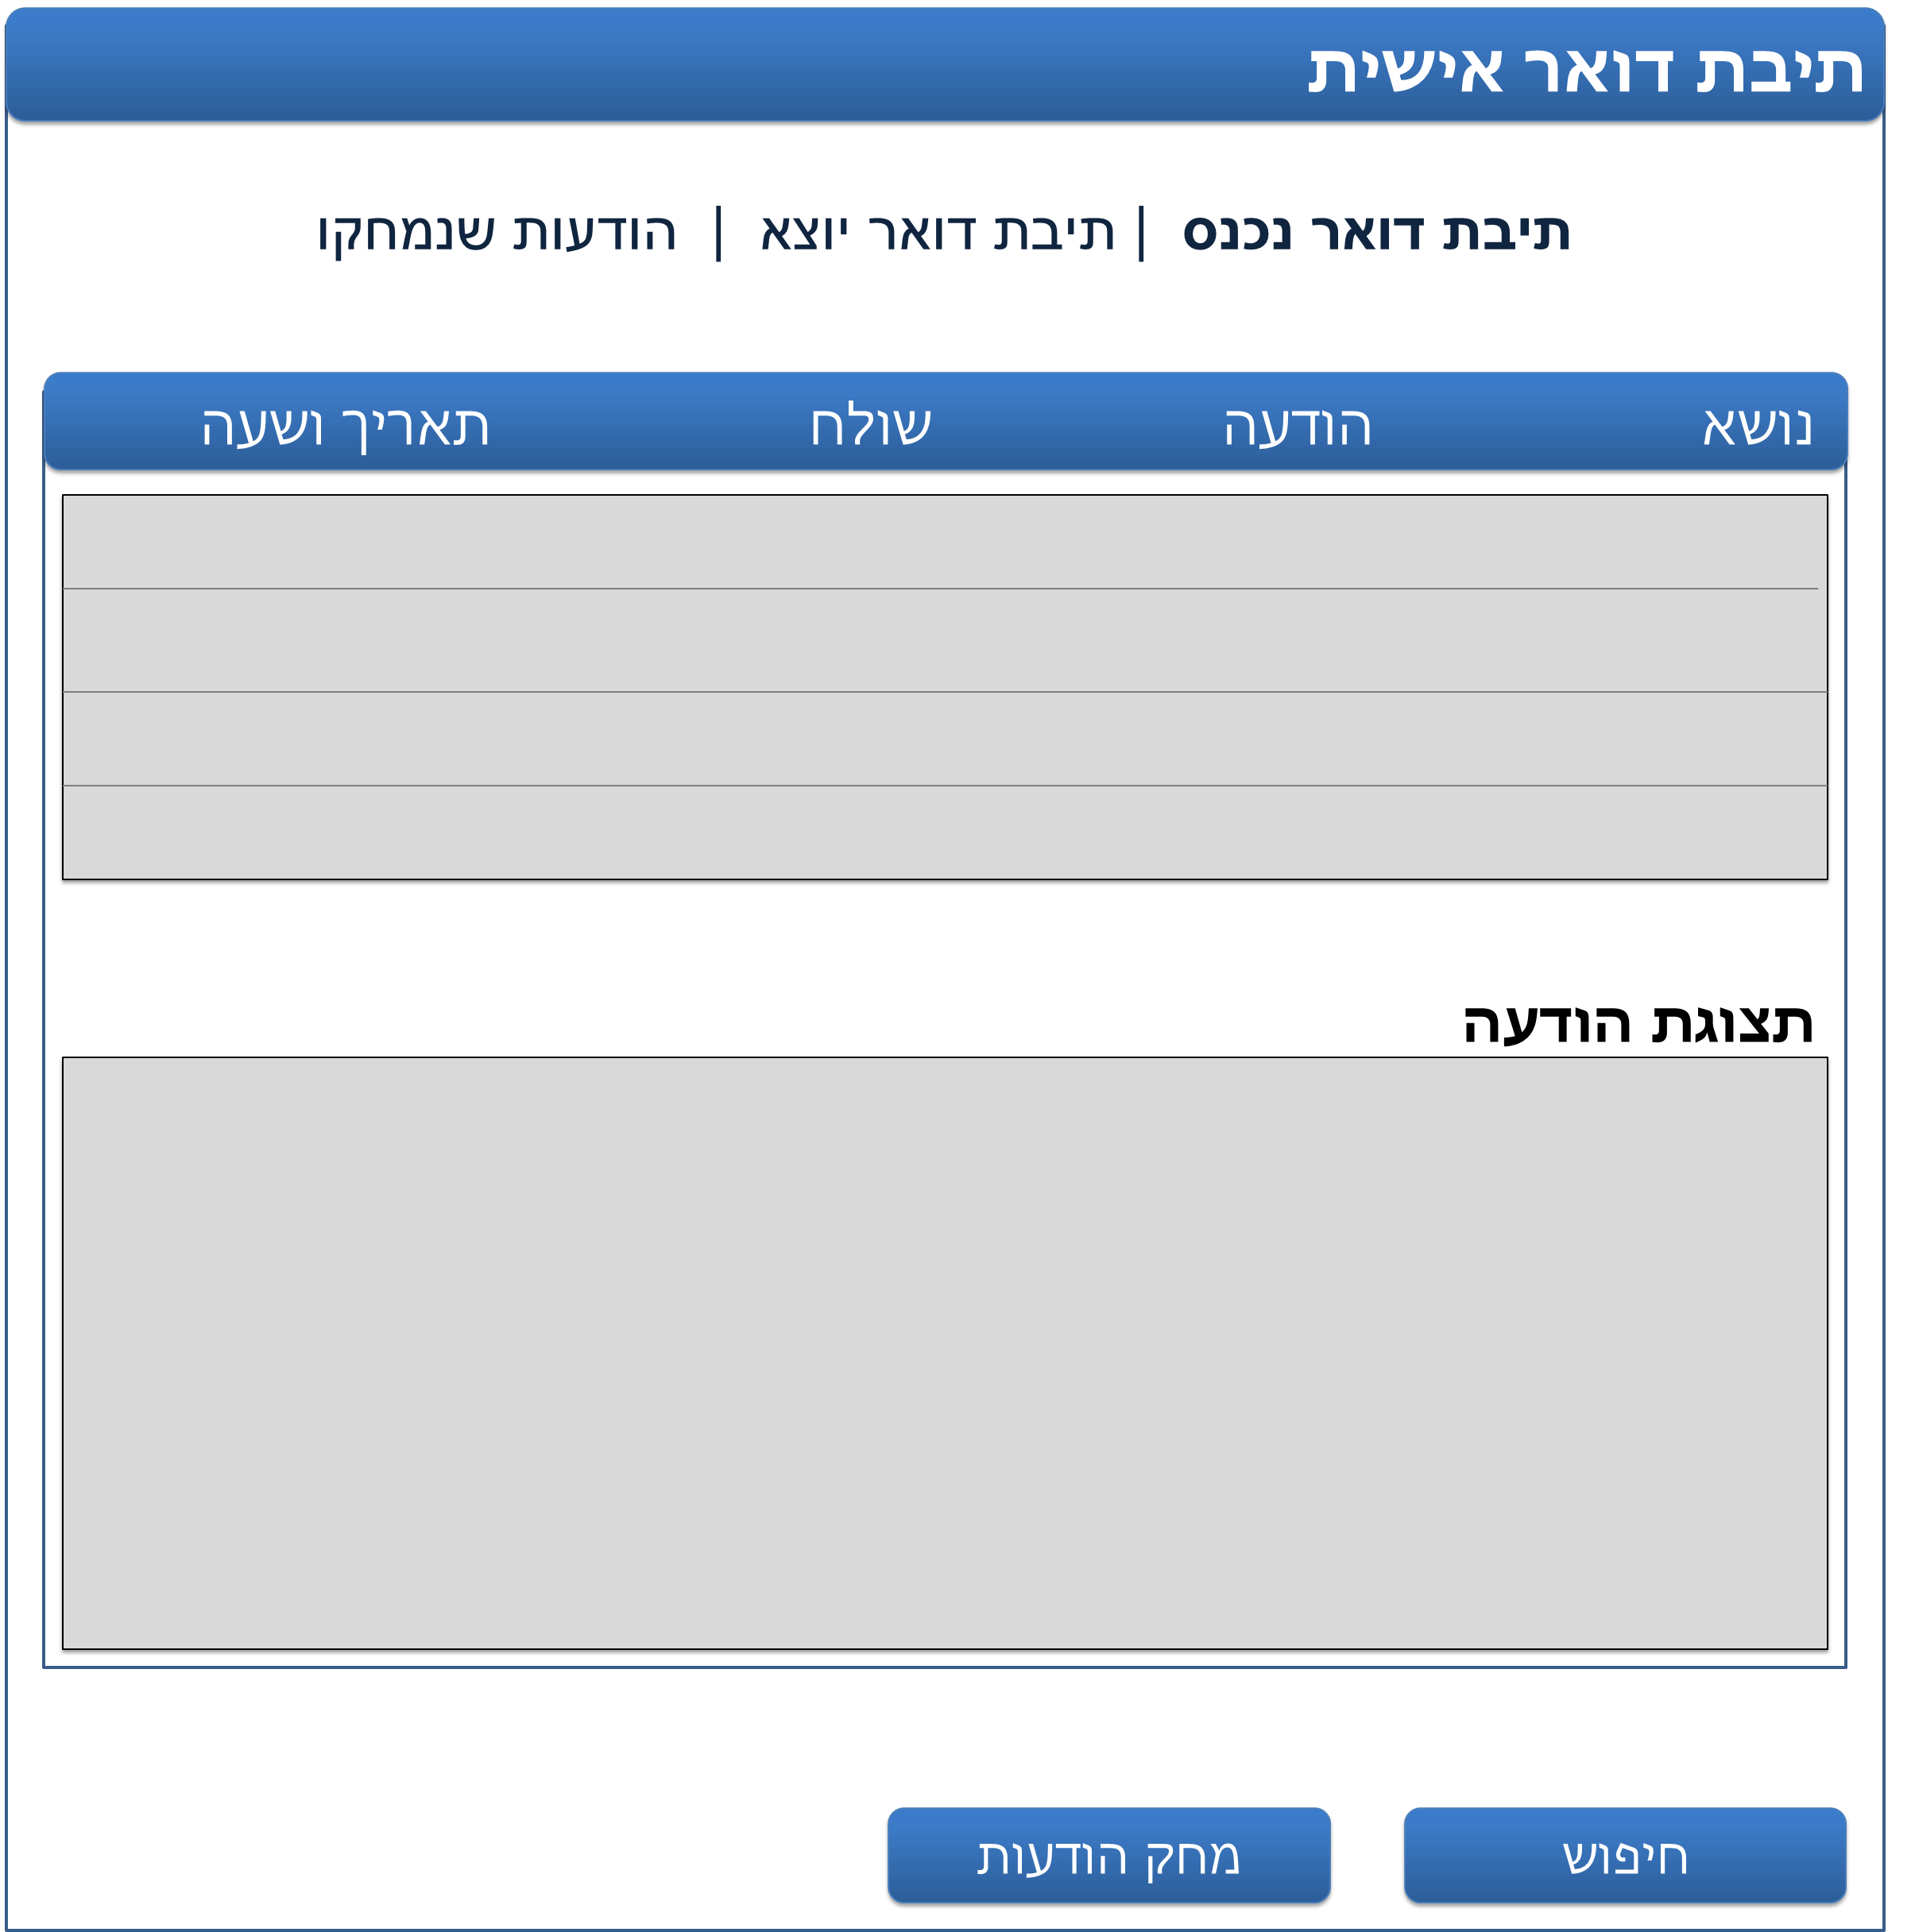 תיבת דואר אישית
תיבת דואר נכנס | תיבת דואר יוצא | הודעות שנמחקו
נושא הודעה שולח תאריך ושעה
תצוגת הודעה
חיפוש מחק הודעות